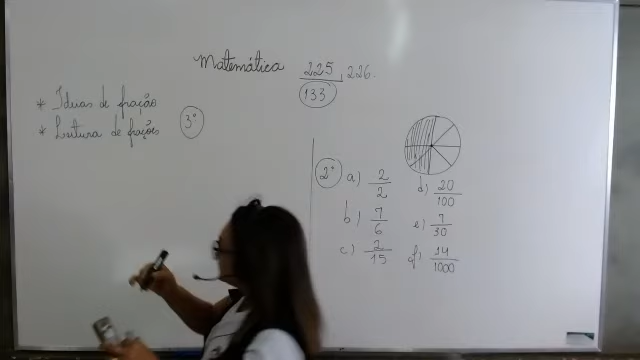 Matemática 225, 226.
133
* Ideias de fração
* Leitura de frações 3º
2º a) 2/2 d) 20/100
b) 7/6 e) 7/30
c) 2/15 f) 14/1000